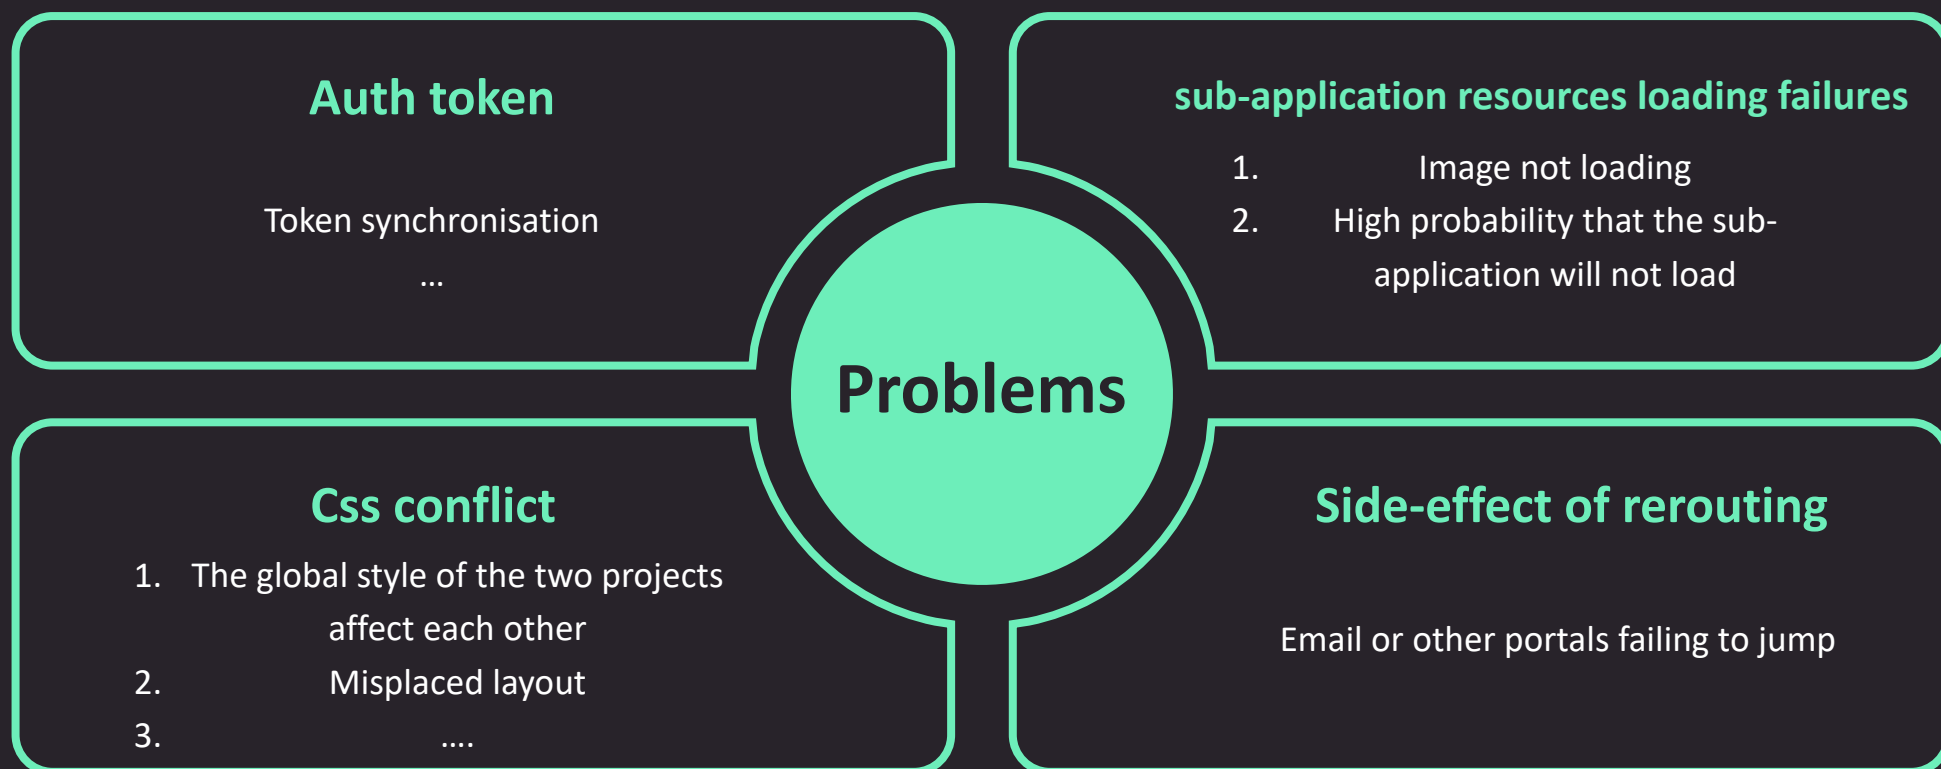 Auth token
Token synchronisation
...
sub-application resources loading failures
1. Image not loading
2. High probability that the sub-
application will not load
Problems
Css conflict
1. The global style of the two projects
affect each other
2. Misplaced layout
3. ....
Side-effect of rerouting
Email or other portals failing to jump